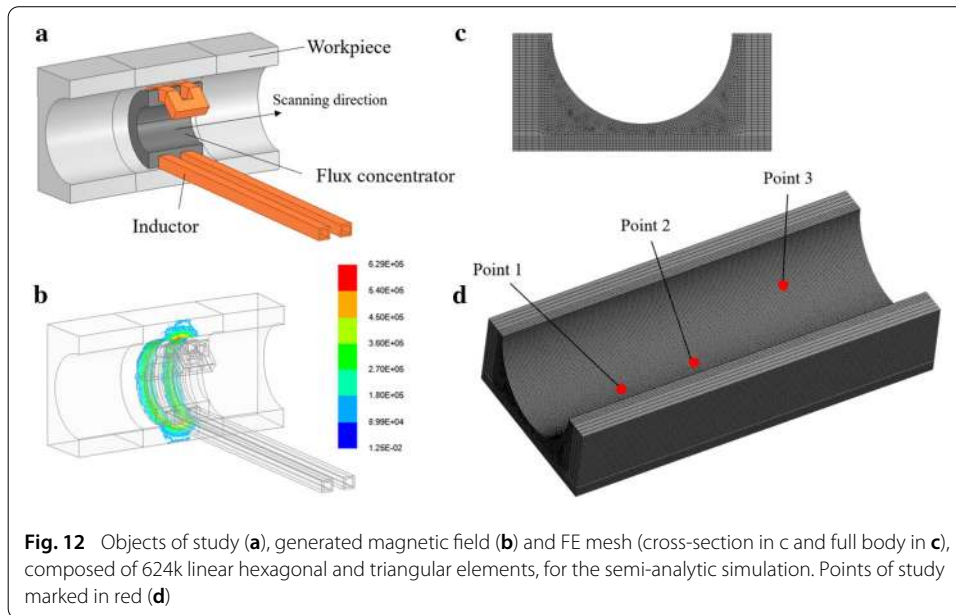 a
Workpiece
Scanning direction
Flux concentrator
Inductor
b
6.29E+05
5.40E+05
4.50E+05
3.60E+05
2.70E+05
1.80E+05
8.99E+04
1.25E-02
c
Point 3
Point 2
Point 1
d
Fig. 12 Objects of study (a), generated magnetic field (b) and FE mesh (cross-section in c and full body in c),
composed of 624k linear hexagonal and triangular elements, for the semi-analytic simulation. Points of study
marked in red (d)